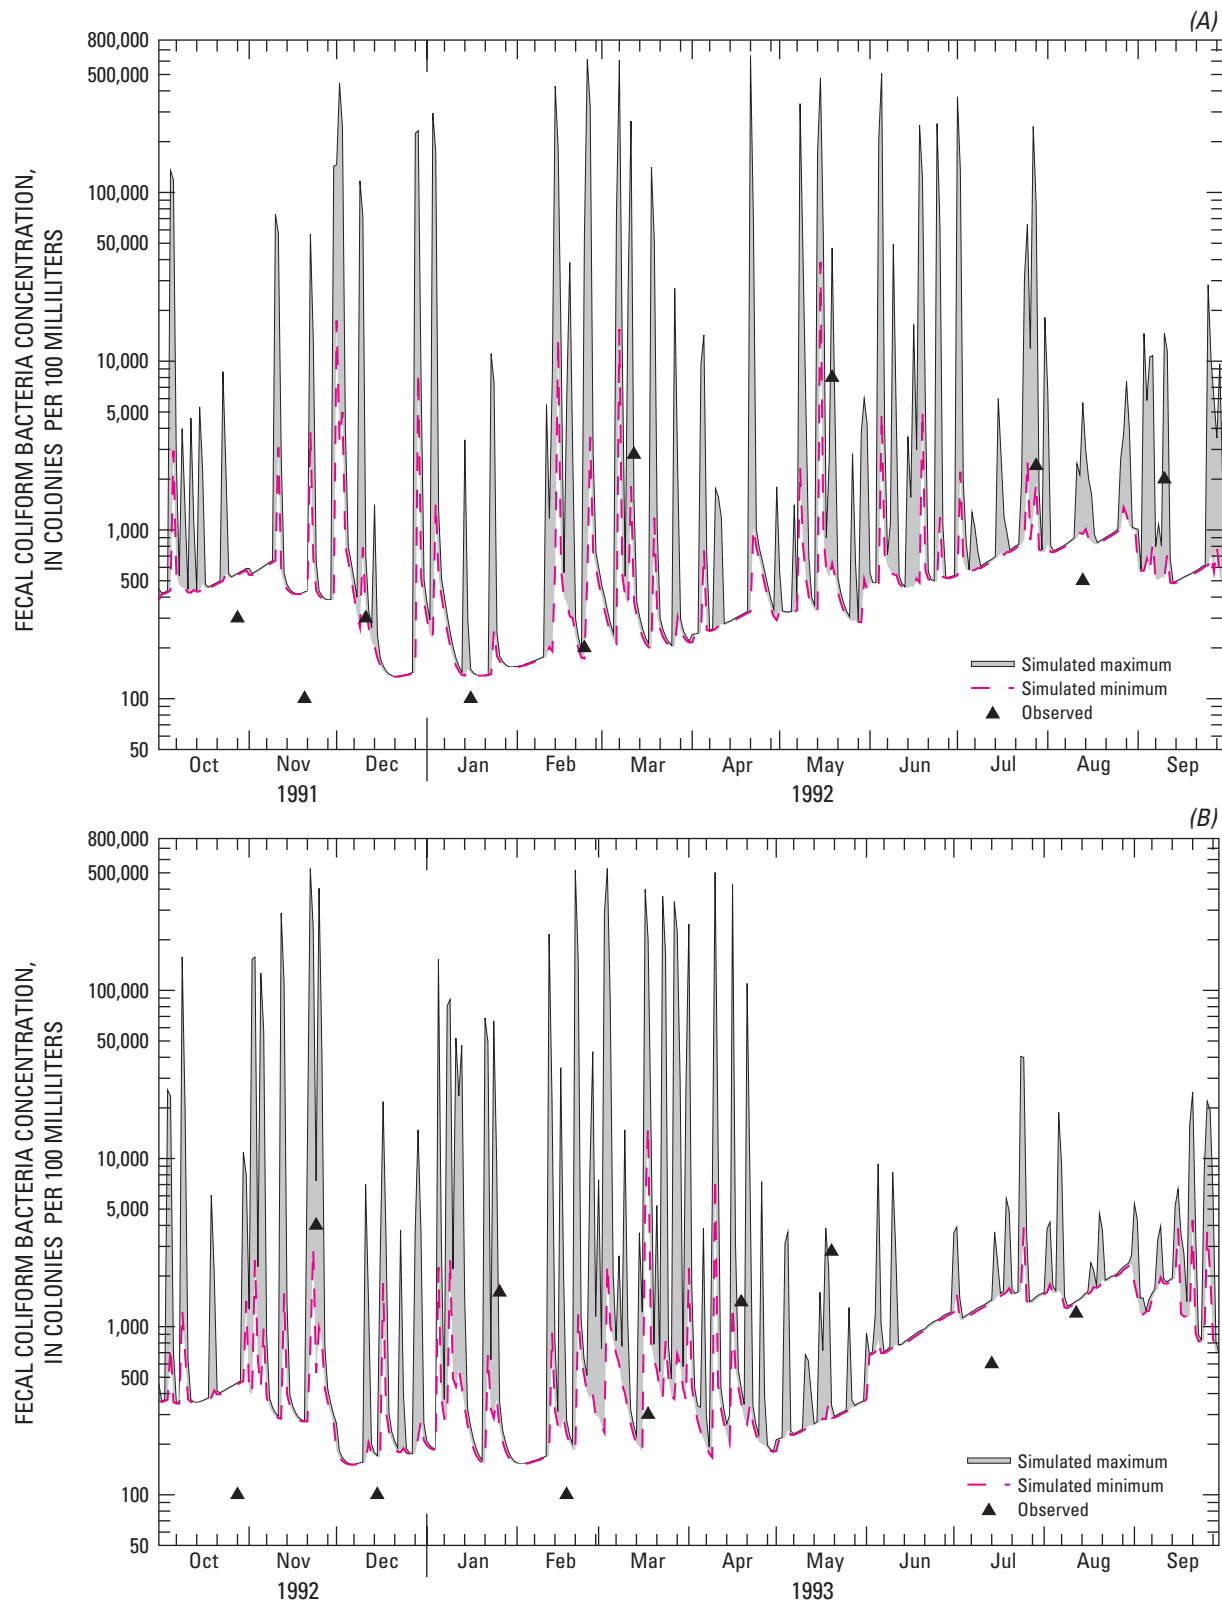 (A)
FECAL COLIFORM BACTERIA CONCENTRATION,
IN COLONIES PER 100 MILLILITERS
800,000
500,000
100,000
50,000
10,000
5,000
1,000
500
100
50
Simulated maximum
Simulated minimum
Observed
Oct Nov Dec Jan Feb Mar Apr May Jun Jul Aug Sep
1991 1992
(B)
FECAL COLIFORM BACTERIA CONCENTRATION,
IN COLONIES PER 100 MILLILITERS
800,000
500,000
100,000
50,000
10,000
5,000
1,000
500
100
50
Simulated maximum
Simulated minimum
Observed
Oct Nov Dec Jan Feb Mar Apr May Jun Jul Aug Sep
1992 1993